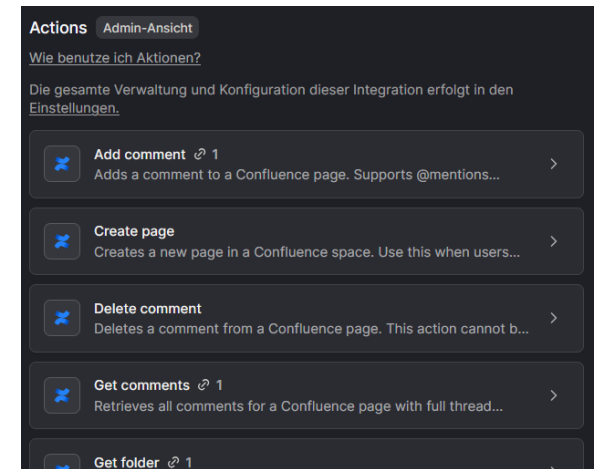 Actions Admin-Ansicht
Wie benutze ich Aktionen?
Die gesamte Verwaltung und Konfiguration dieser Integration erfolgt in den
Einstellungen.
Add comment 1
Adds a comment to a Confluence page. Supports @mentions...
Create page
Creates a new page in a Confluence space. Use this when users...
Delete comment
Deletes a comment from a Confluence page. This action cannot b...
Get comments 1
Retrieves all comments for a Confluence page with full thread...
Get folder 1